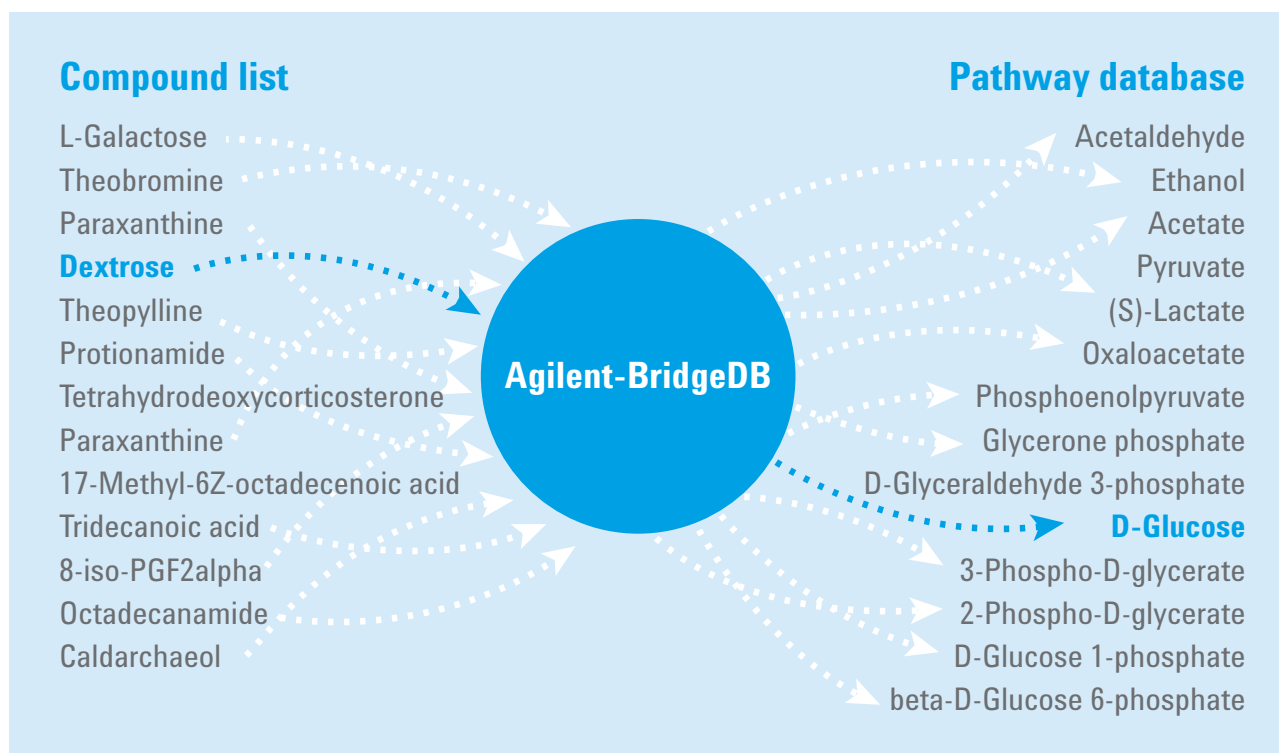 Compound list
L-Galactose
Theobromine
Paraxanthine
Dextrose
Theopylline
Protionamide
Tetrahydrodeoxycorticosterone
Paraxanthine
17-Methyl-6Z-octadecenoic acid
Tridecanoic acid
8-iso-PGF2alpha
Octadecanamide
Caldarchaeol
Agilent-BridgeDB
Pathway database
Acetaldehyde
Ethanol
Acetate
Pyruvate
(S)-Lactate
Oxaloacetate
Phosphoenolpyruvate
Glycerone phosphate
D-Glyceraldehyde 3-phosphate
D-Glucose
3-Phospho-D-glycerate
2-Phospho-D-glycerate
D-Glucose 1-phosphate
beta-D-Glucose 6-phosphate